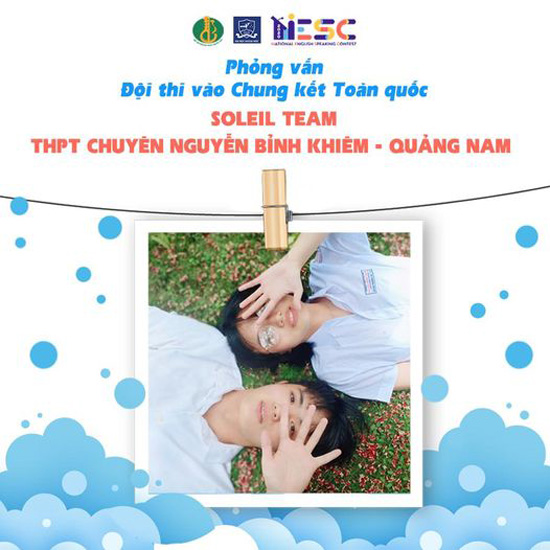 NESC
NATIONAL ENGLISH SPEAKING CONTEST
Phỏng vấn
Đội thi vào Chung kết Toàn quốc
SOLEIL TEAM
THPT CHUYÊN NGUYỄN BỈNH KHIÊM - QUẢNG NAM